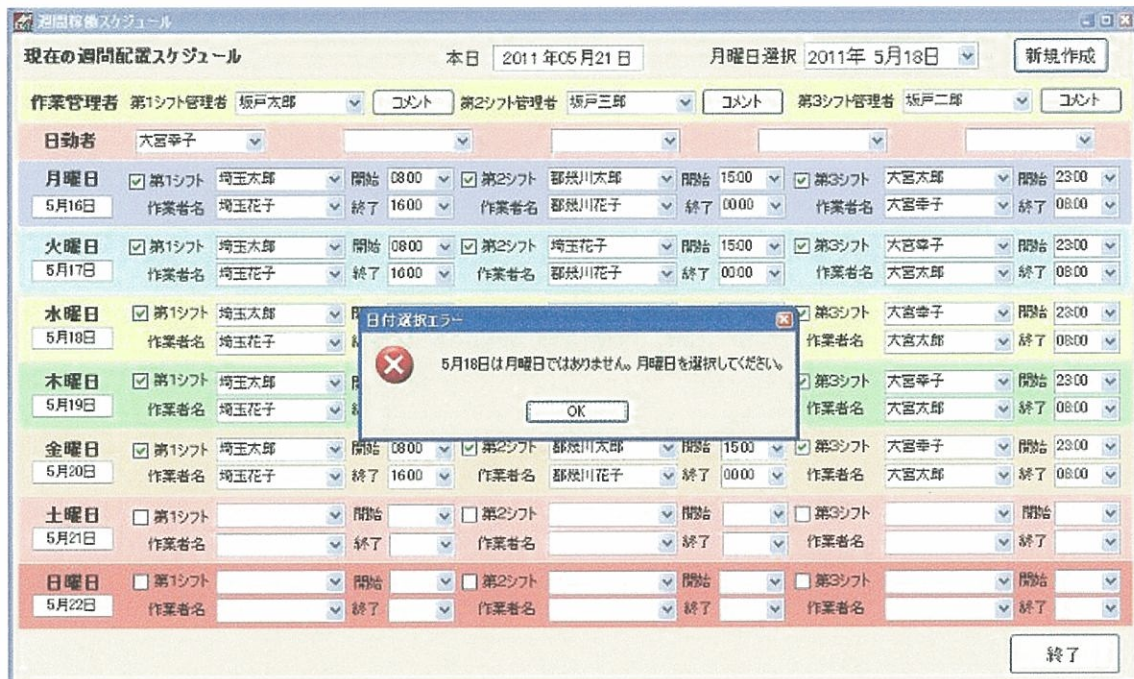 週間稼働スケジュール
現在の週間配置スケジュール 本日 2011年05月21日 月曜日選択 2011年 5月18日 新規作成
作業管理者 第1シフト管理者 坂戸太郎 コメント 第2シフト管理者 坂戸三郎 コメント 第3シフト管理者 坂戸二郎 コメント
日勤者 大宮幸子
月曜日 第1シフト 埼玉太郎 開始 08:00 第2シフト 都幾川太郎 開始 15:00 第3シフト 大宮太郎 開始 23:00
5月16日 作業者名 埼玉花子 終了 16:00 作業者名 都幾川花子 終了 00:00 作業者名 大宮幸子 終了 08:00
火曜日 第1シフト 埼玉太郎 開始 08:00 第2シフト 埼玉花子 開始 15:00 第3シフト 大宮幸子 開始 23:00
5月17日 作業者名 埼玉花子 終了 16:00 作業者名 都幾川花子 終了 00:00 作業者名 大宮太郎 終了 08:00
水曜日 第1シフト 埼玉太郎 第3シフト 大宮太郎 開始 23:00
5月18日 作業者名 埼玉花子 作業者名 大宮幸子 終了 08:00
日付選択エラー
5月18日は月曜日ではありません。月曜日を選択してください。
OK
木曜日 第1シフト 埼玉太郎 第3シフト 大宮幸子 開始 23:00
5月19日 作業者名 埼玉花子 作業者名 大宮太郎 終了 08:00
金曜日 第1シフト 埼玉太郎 開始 08:00 第2シフト 都幾川太郎 開始 15:00 第3シフト 大宮幸子 開始 23:00
5月20日 作業者名 埼玉花子 終了 16:00 作業者名 都幾川花子 終了 00:00 作業者名 大宮太郎 終了 08:00
土曜日 第1シフト 開始 第2シフト 開始 第3シフト 開始
5月21日 作業者名 終了 作業者名 終了 作業者名 終了
日曜日 第1シフト 開始 第2シフト 開始 第3シフト 開始
5月22日 作業者名 終了 作業者名 終了 作業者名 終了
終了